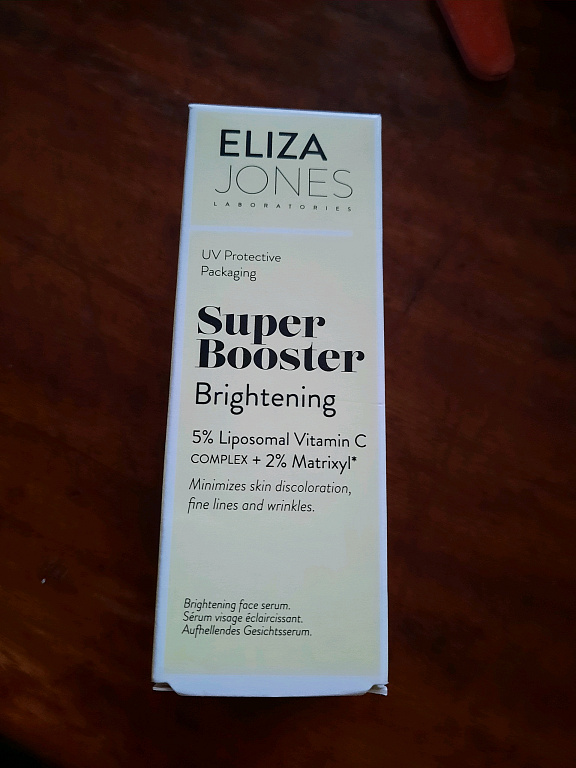 ELIZA
JONES
LABORATORIES
UV Protective
Packaging
Super
Booster
Brightening
5% Liposomal Vitamin C
COMPLEX + 2% Matrixyl*
Minimizes skin discoloration,
fine lines and wrinkles.
Brightening face serum.
Sérum visage éclaircissant.
Aufhellendes Gesichtsserum.